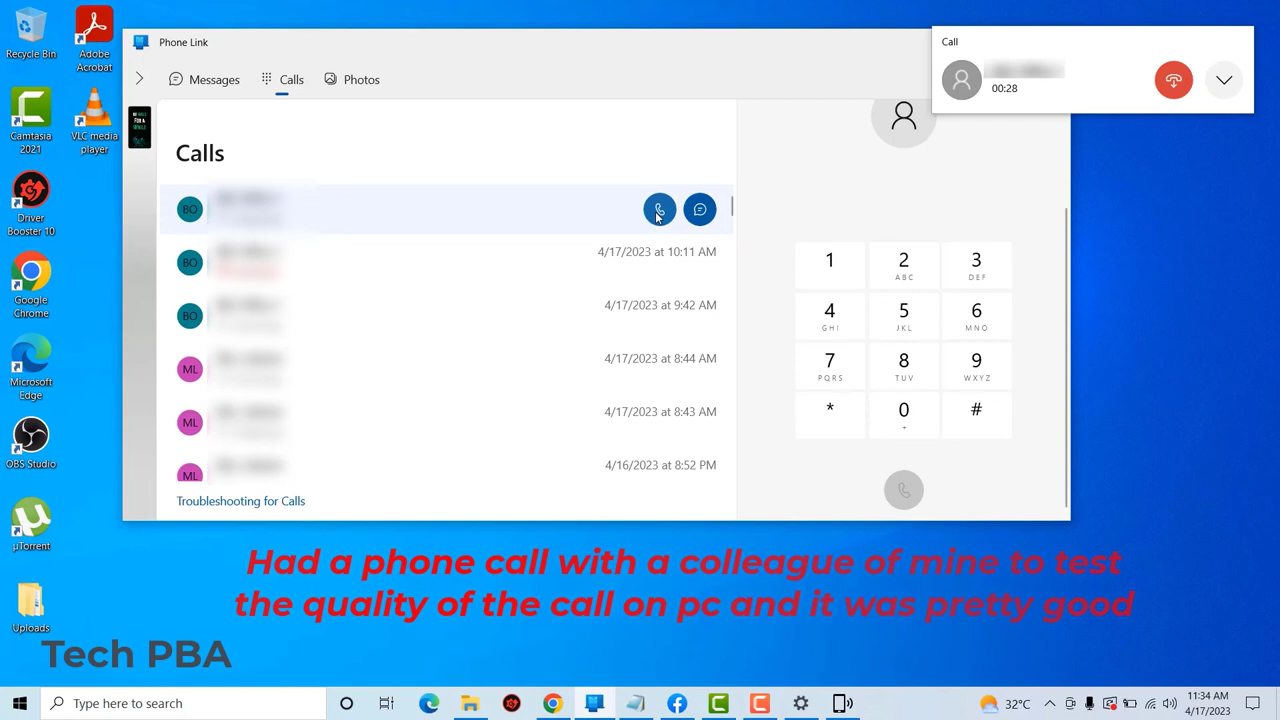 Recycle Bin
Adobe
Acrobat
Camtasia
2021
VLC media
player
Driver
Booster 10
Google
Chrome
Microsoft
Edge
OBS Studio
µTorrent
Uploads
Phone Link
Messages
Calls
Photos
Call
00:28
Calls
BO
BO
4/17/2023 at 10:11 AM
BO
4/17/2023 at 9:42 AM
ML
4/17/2023 at 8:44 AM
ML
4/17/2023 at 8:43 AM
ML
4/16/2023 at 8:52 PM
Troubleshooting for Calls
1
2
ABC
3
DEF
4
GHI
5
JKL
6
MNO
7
PQRS
8
TUV
9
WXYZ
*
0
+
#
Had a phone call with a colleague of mine to test
the quality of the call on pc and it was pretty good
Tech PBA
Type here to search
32°C
11:34 AM
4/17/2023